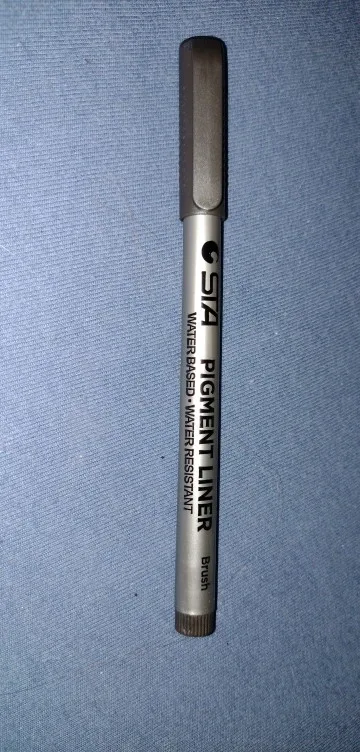 STA
PIGMENT LINER
WATER BASED • WATER RESISTANT
Brush